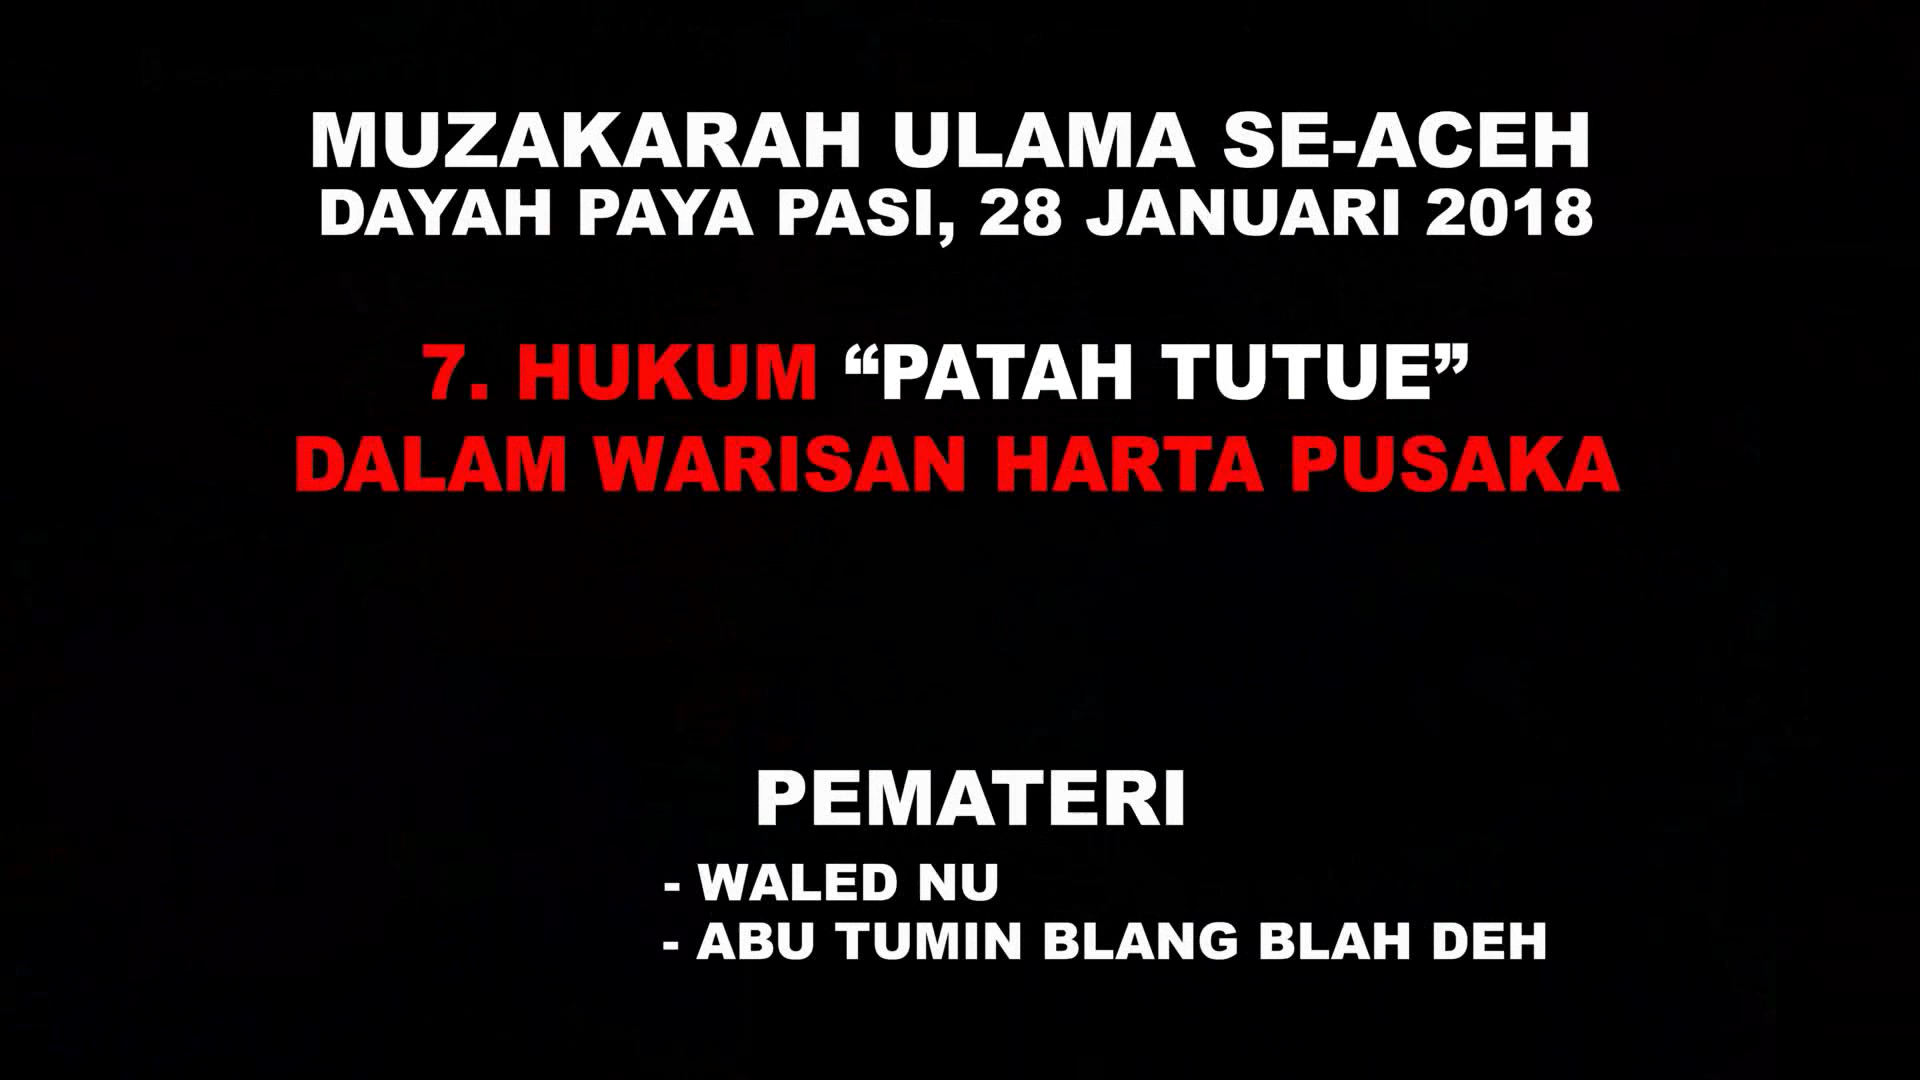 MUZAKARAH ULAMA SE-ACEH
DAYAH PAYA PASI, 28 JANUARI 2018
7. HUKUM “PATAH TUTUE”
DALAM WARISAN HARTA PUSAKA
PEMATERI
- WALED NU
- ABU TUMIN BLANG BLAH DEH